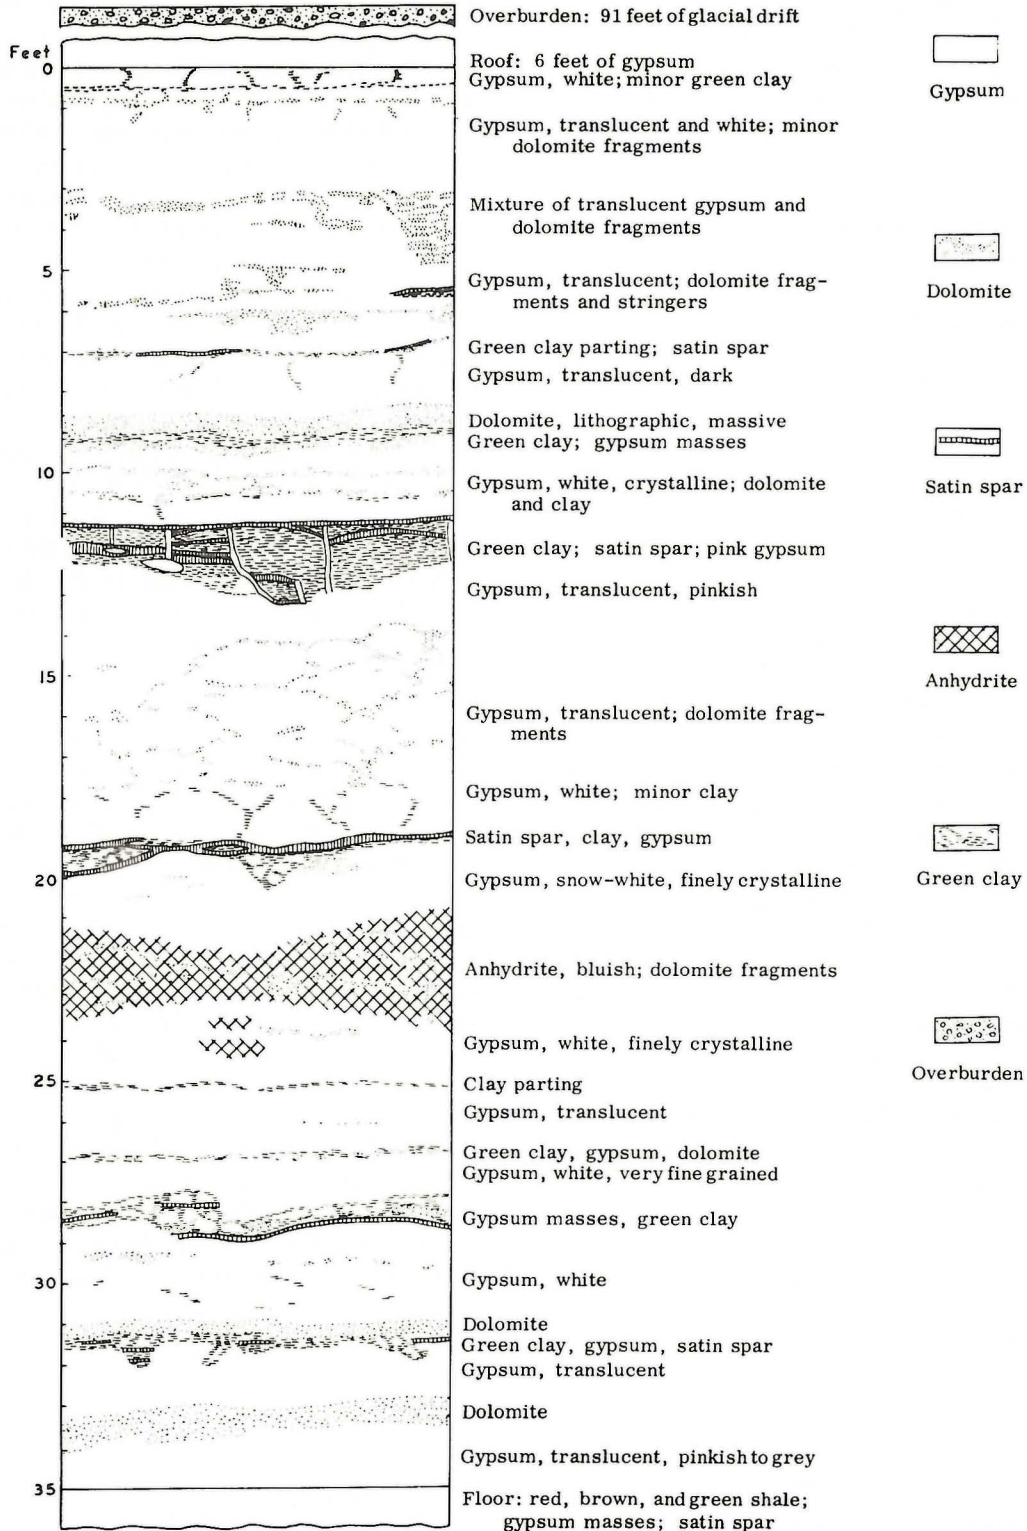 Overburden: 91 feet of glacial drift
Feet
0
Roof: 6 feet of gypsum
Gypsum, white; minor green clay
Gypsum, translucent and white; minor
dolomite fragments
Mixture of translucent gypsum and
dolomite fragments
5
Gypsum, translucent; dolomite frag-
ments and stringers
Green clay parting; satin spar
Gypsum, translucent, dark
Dolomite, lithographic, massive
Green clay; gypsum masses
10
Gypsum, white, crystalline; dolomite
and clay
Green clay; satin spar; pink gypsum
Gypsum, translucent, pinkish
15
Gypsum, translucent; dolomite frag-
ments
Gypsum, white; minor clay
Satin spar, clay, gypsum
20
Gypsum, snow-white, finely crystalline
Anhydrite, bluish; dolomite fragments
Gypsum, white, finely crystalline
25
Clay parting
Gypsum, translucent
Green clay, gypsum, dolomite
Gypsum, white, very fine grained
Gypsum masses, green clay
30
Gypsum, white
Dolomite
Green clay, gypsum, satin spar
Gypsum, translucent
Dolomite
Gypsum, translucent, pinkish to grey
35
Floor: red, brown, and green shale;
gypsum masses; satin spar
Gypsum
Dolomite
Satin spar
Anhydrite
Green clay
Overburden